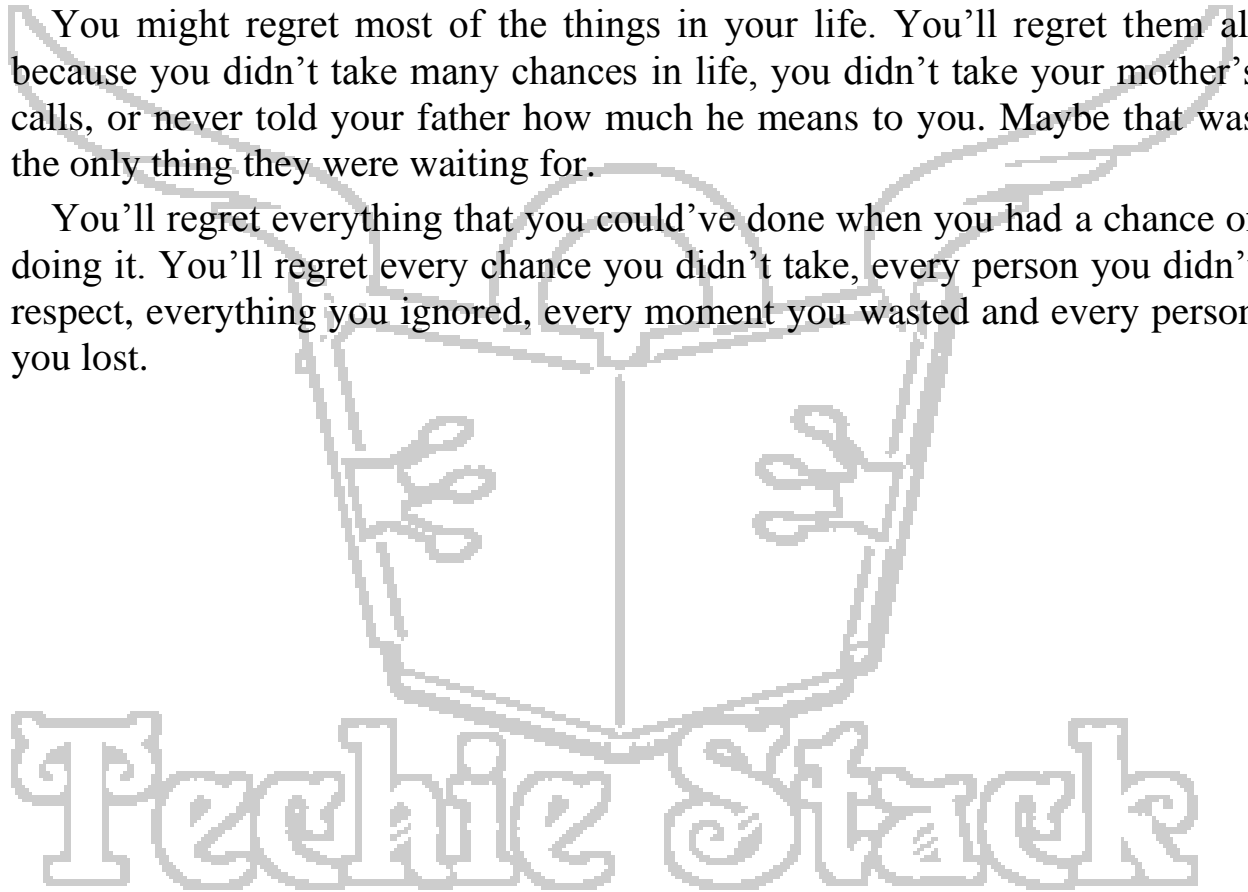 You might regret most of the things in your life. You’ll regret them al
because you didn’t take many chances in life, you didn’t take your mother’s
calls, or never told your father how much he means to you. Maybe that was
the only thing they were waiting for.
You’ll regret everything that you could’ve done when you had a chance of
doing it. You’ll regret every chance you didn’t take, every person you didn’t
respect, everything you ignored, every moment you wasted and every person
you lost.
Techie Stack